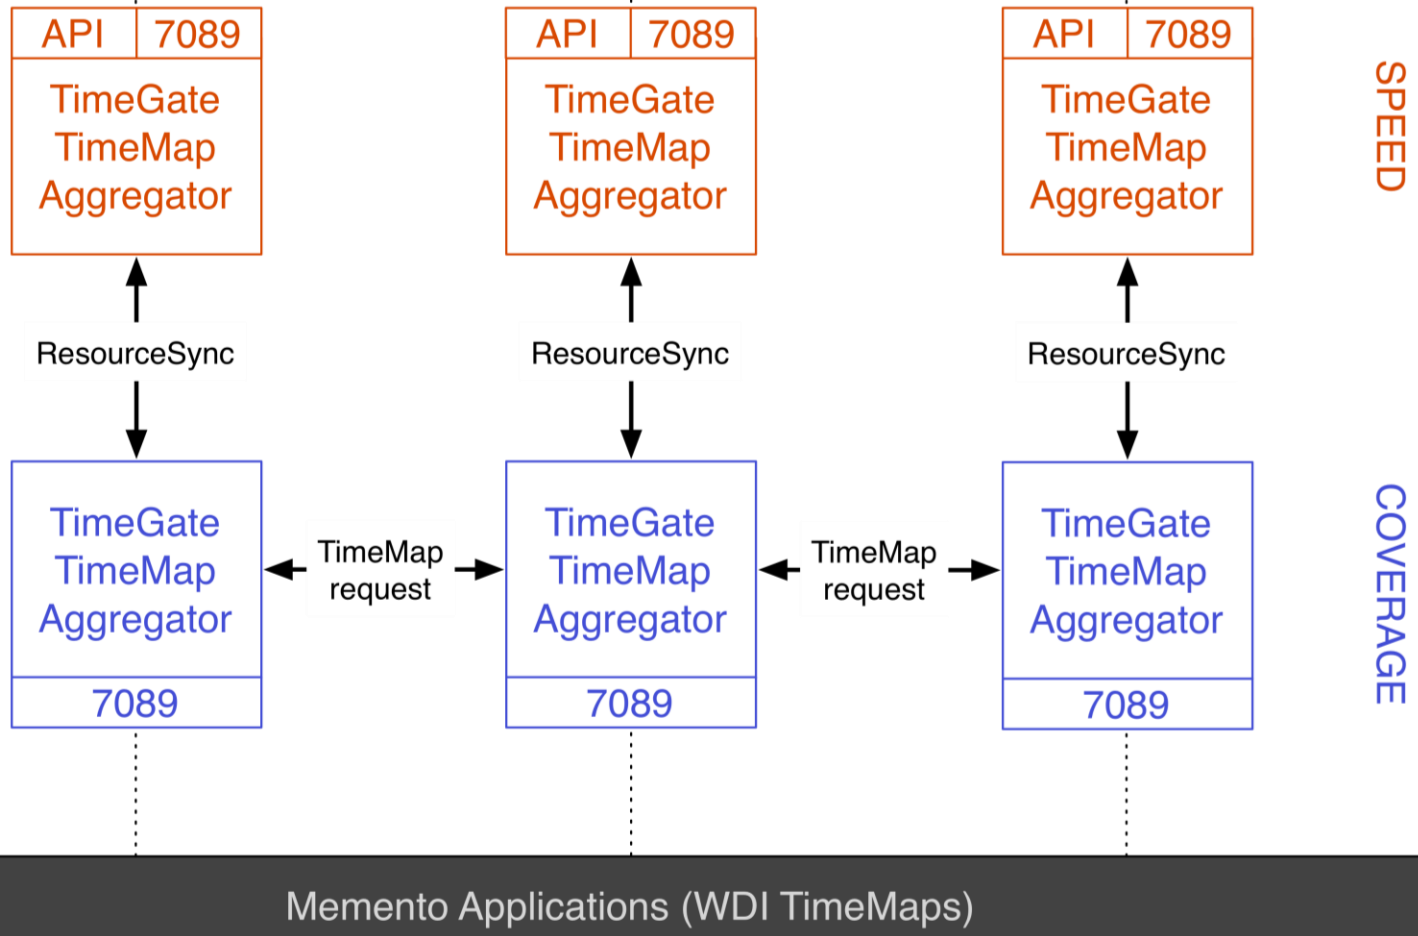 API 7089
TimeGate
TimeMap
Aggregator
API 7089
TimeGate
TimeMap
Aggregator
API 7089
TimeGate
TimeMap
Aggregator
SPEED
ResourceSync
ResourceSync
ResourceSync
TimeGate
TimeMap
Aggregator
7089
TimeMap
request
TimeGate
TimeMap
Aggregator
7089
TimeMap
request
TimeGate
TimeMap
Aggregator
7089
COVERAGE
Memento Applications (WDI TimeMaps)